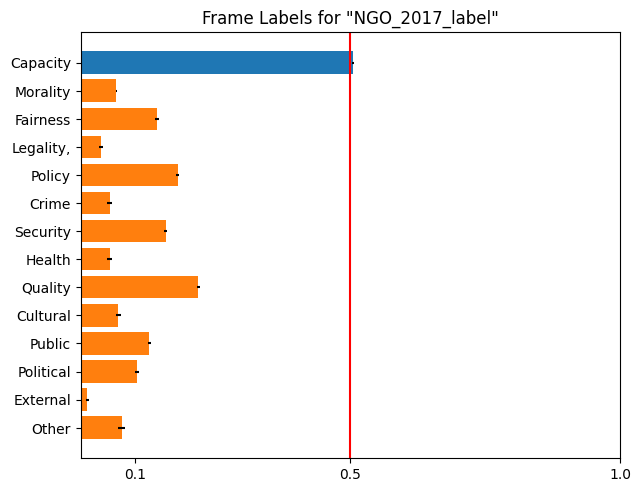 Frame Labels for "NGO_2017_label"
Capacity
Morality
Fairness
Legality,
Policy
Crime
Security
Health
Quality
Cultural
Public
Political
External
Other
0.1 0.5 1.0